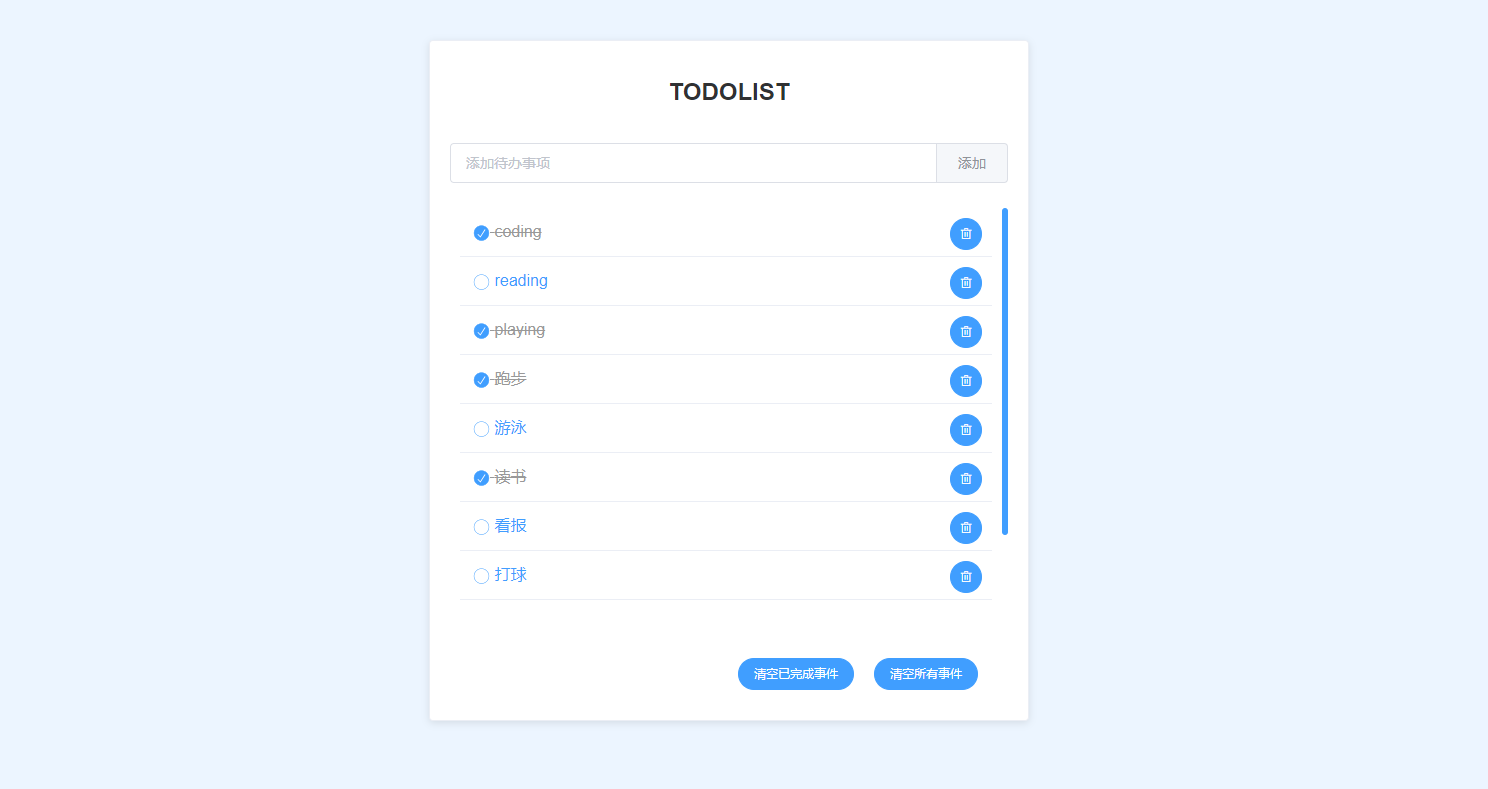 TODOLIST
添加待办事项
添加
coding
reading
playing
跑步
游泳
读书
看报
打球
清空已完成事件
清空所有事件